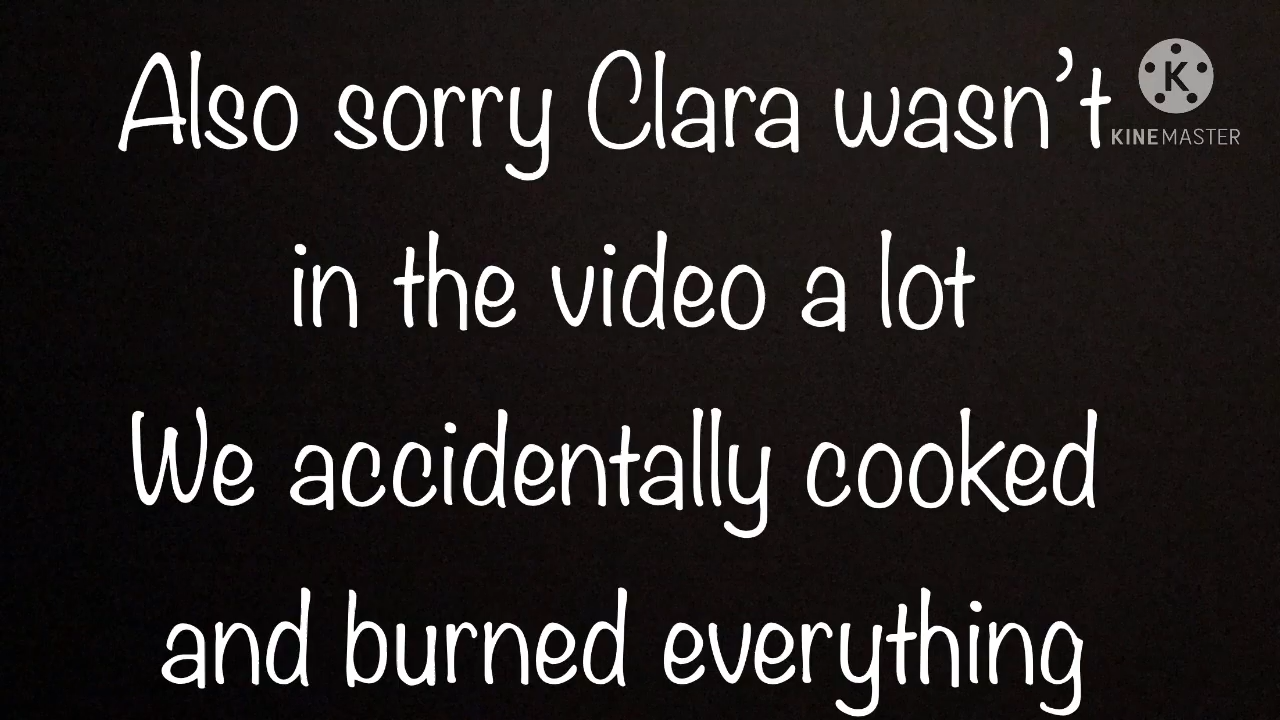 Also sorry Clara wasn't
K
KINEMASTER
in the video a lot
We accidentally cooked
and burned everything